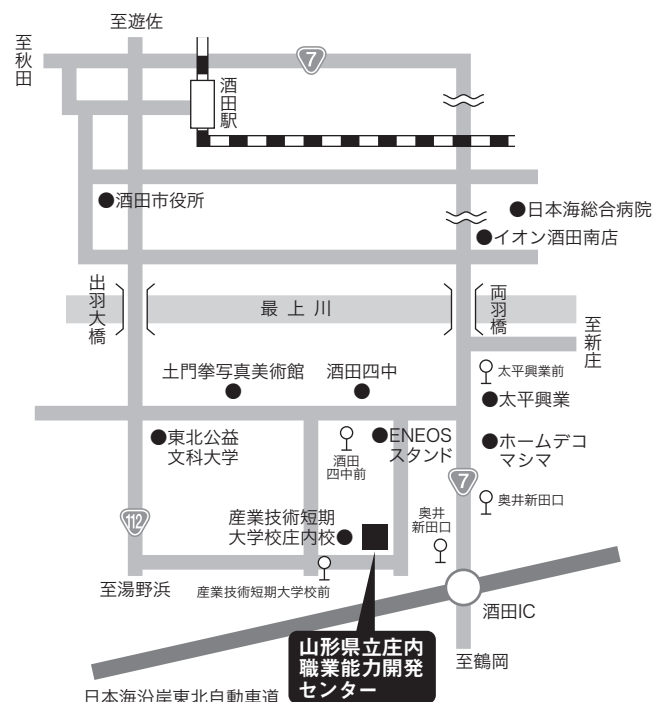 至遊佐
至秋田
7
酒田駅
酒田市役所
日本海総合病院
イオン酒田南店
出羽大橋
最上川
両羽橋
至新庄
土門拳写真美術館
酒田四中
太平興業前
太平興業
東北公益
文科大学
酒田
四中前
ENEOS
スタンド
ホームデコ
マシマ
7
112
産業技術短期
大学校庄内校
奥井
新田口
奥井新田口
至湯野浜
産業技術短期大学校前
酒田IC
山形県立庄内
職業能力開発
センター
至鶴岡
日本海沿岸東北自動車道